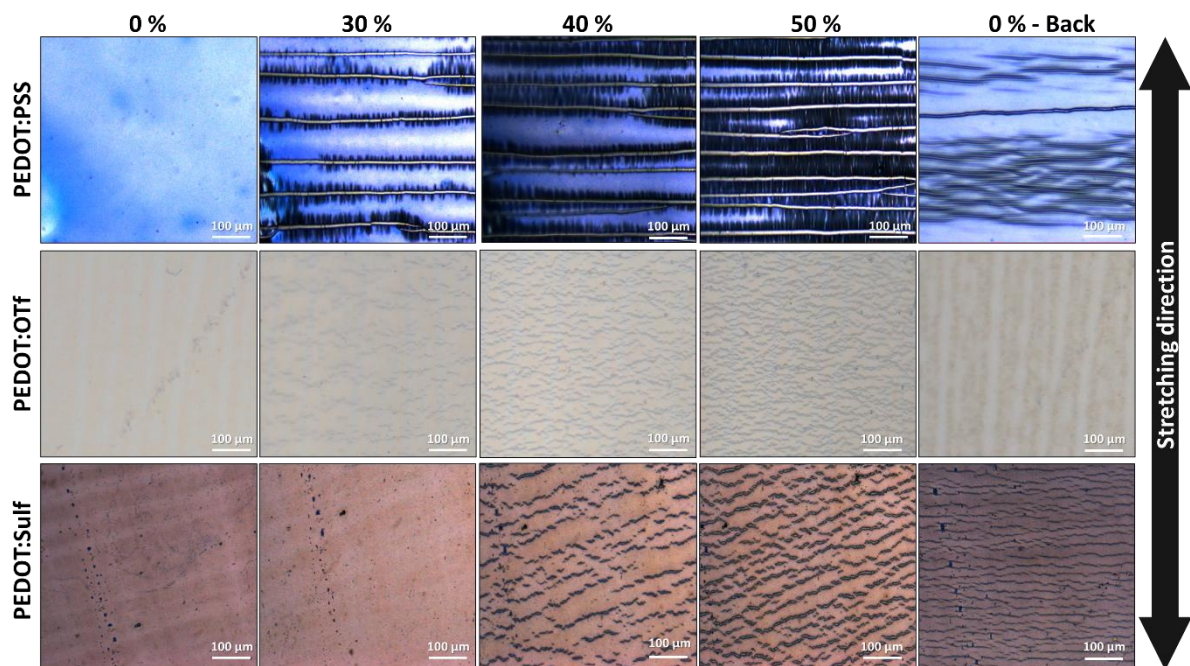 0 %
30 %
40 %
50 %
0 % - Back
PEDOT:PSS
100 µm
100 µm
100 µm
100 µm
100 µm
PEDOT:OTf
100 µm
100 µm
100 µm
100 µm
100 µm
PEDOT:Sulf
100 µm
100 µm
100 µm
100 µm
100 µm
Stretching direction